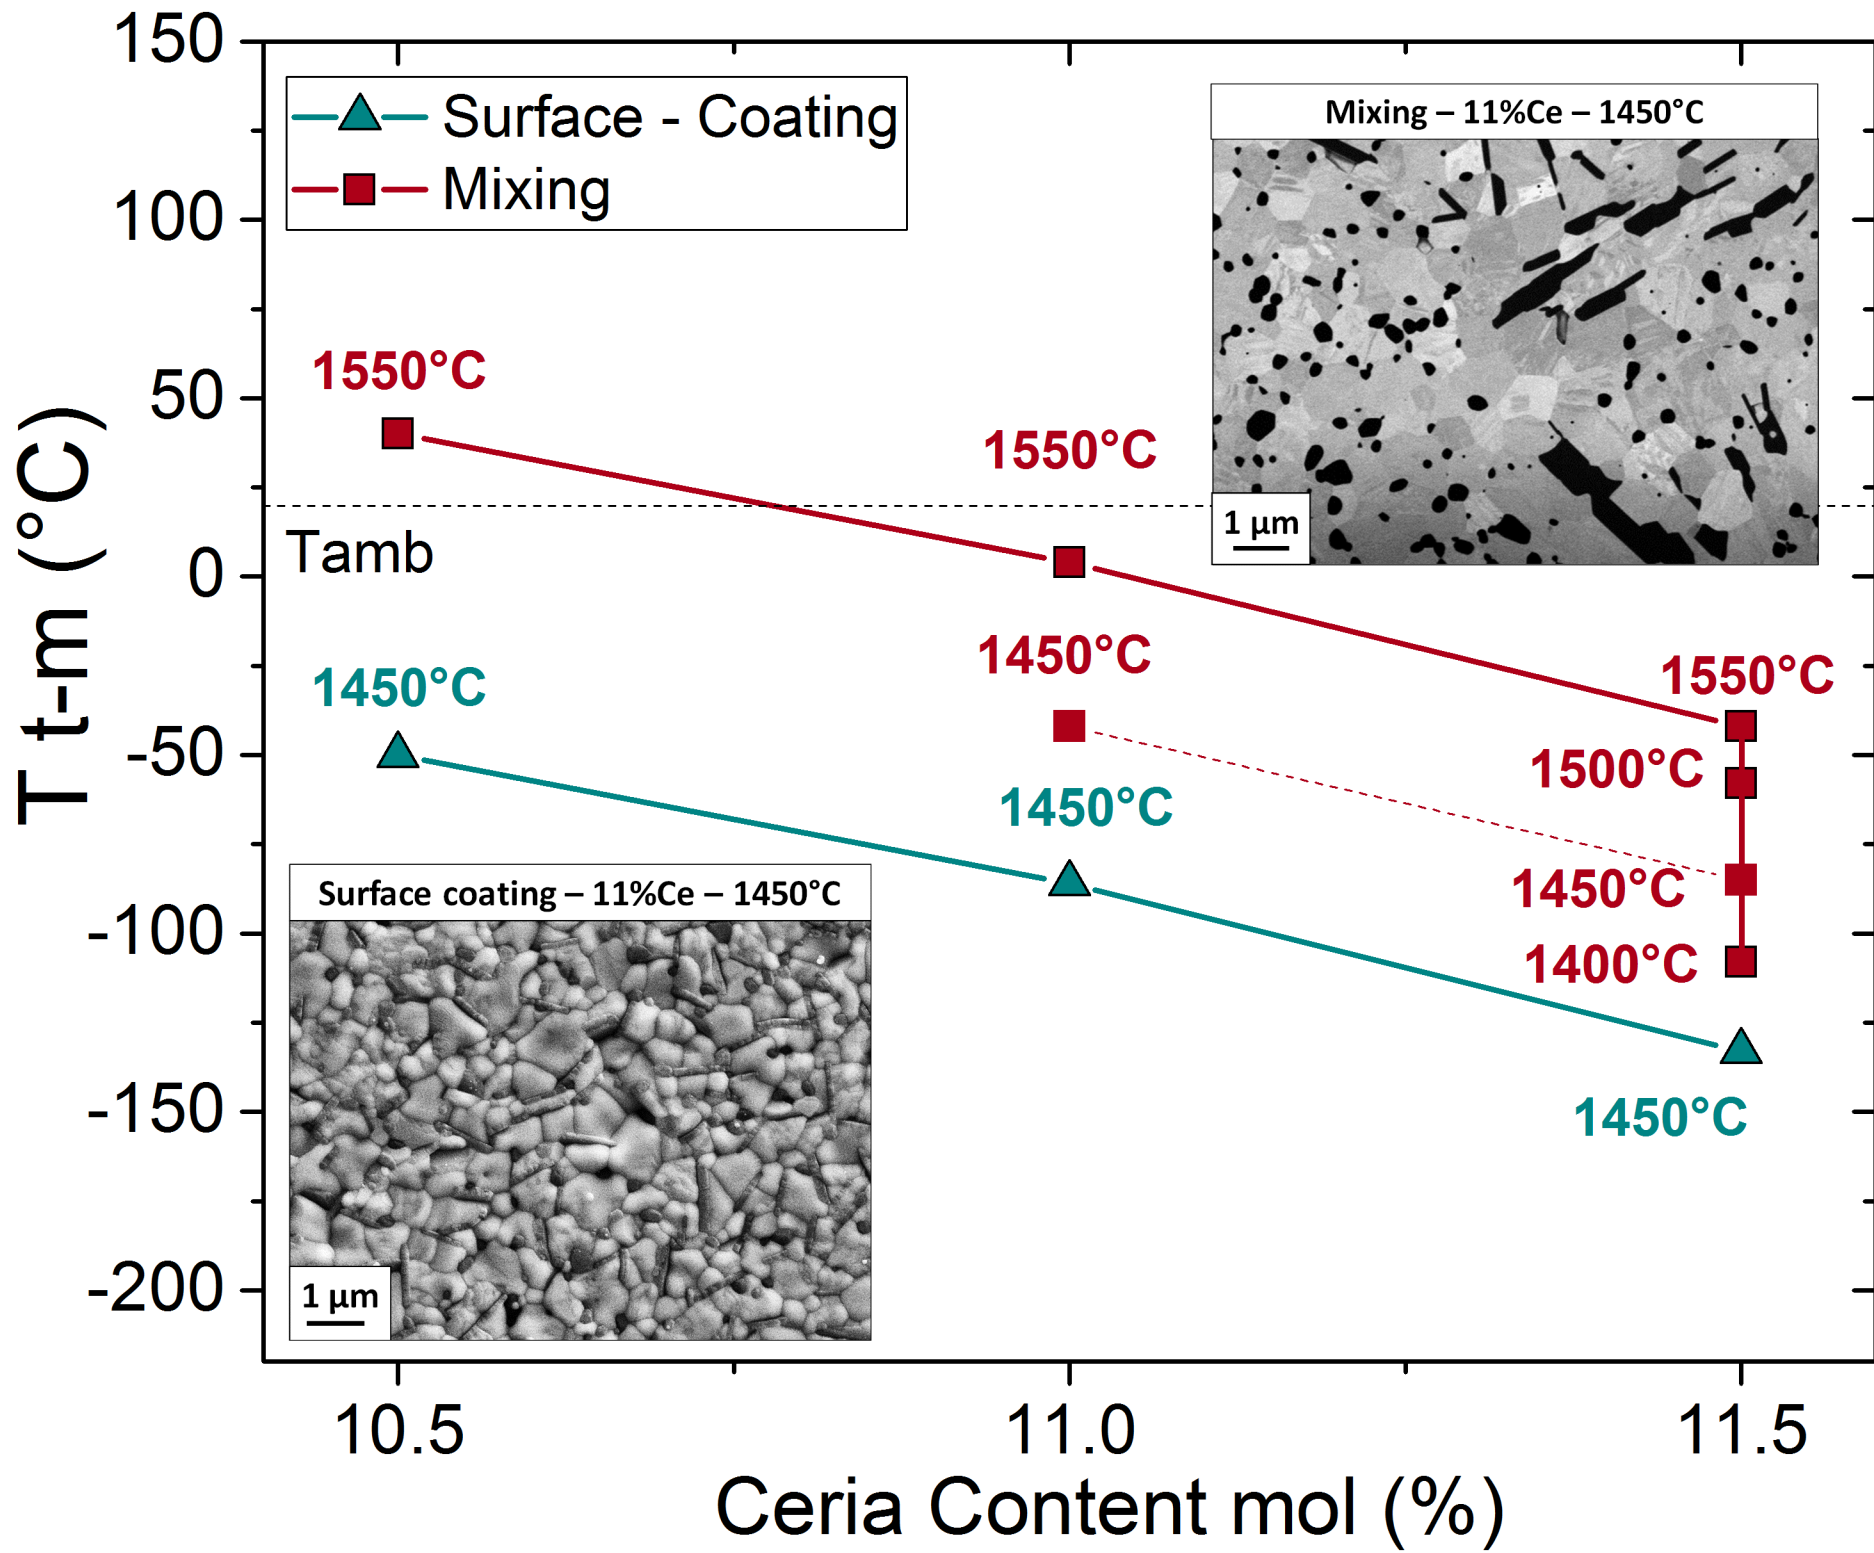 150
100
50
0
-50
-100
-150
-200
T t-m (°C)
Surface - Coating
Mixing
Mixing – 11%Ce – 1450°C
1 µm
1550°C
1550°C
Tamb
1450°C
1450°C
1550°C
1500°C
1450°C
1450°C
1400°C
1450°C
Surface coating – 11%Ce – 1450°C
1 µm
10.5
11.0
11.5
Ceria Content mol (%)